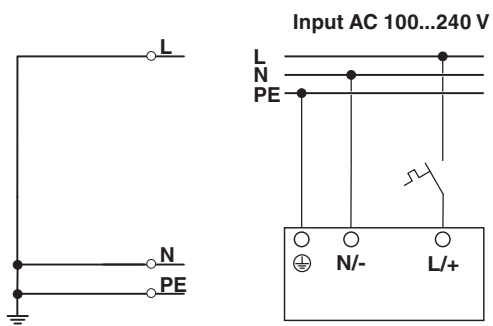 Input AC 100...240 V
L
N
PE
L
N
PE
N/-
L/+